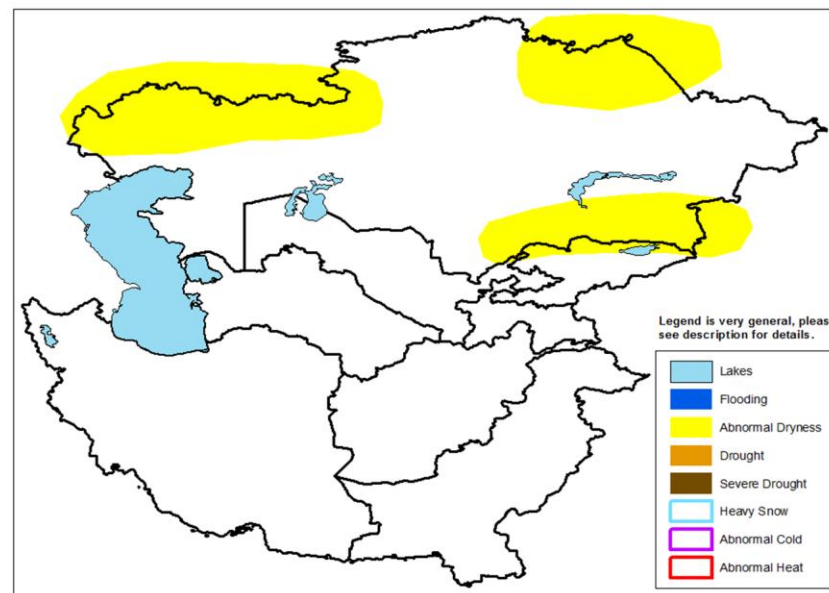 Legend is very general, please
see description for details.
Lakes
Flooding
Abnormal Dryness
Drought
Severe Drought
Heavy Snow
Abnormal Cold
Abnormal Heat